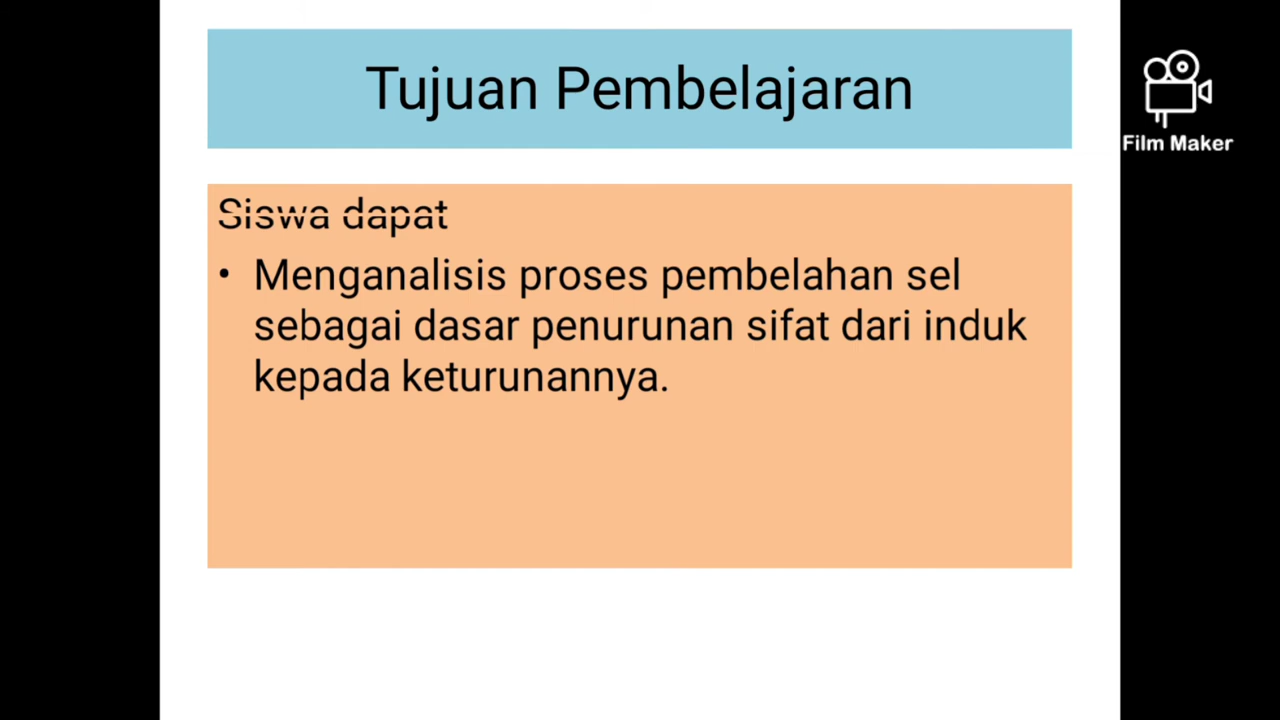 Tujuan Pembelajaran
Film Maker
Siswa dapat
• Menganalisis proses pembelahan sel
sebagai dasar penurunan sifat dari induk
kepada keturunannya.